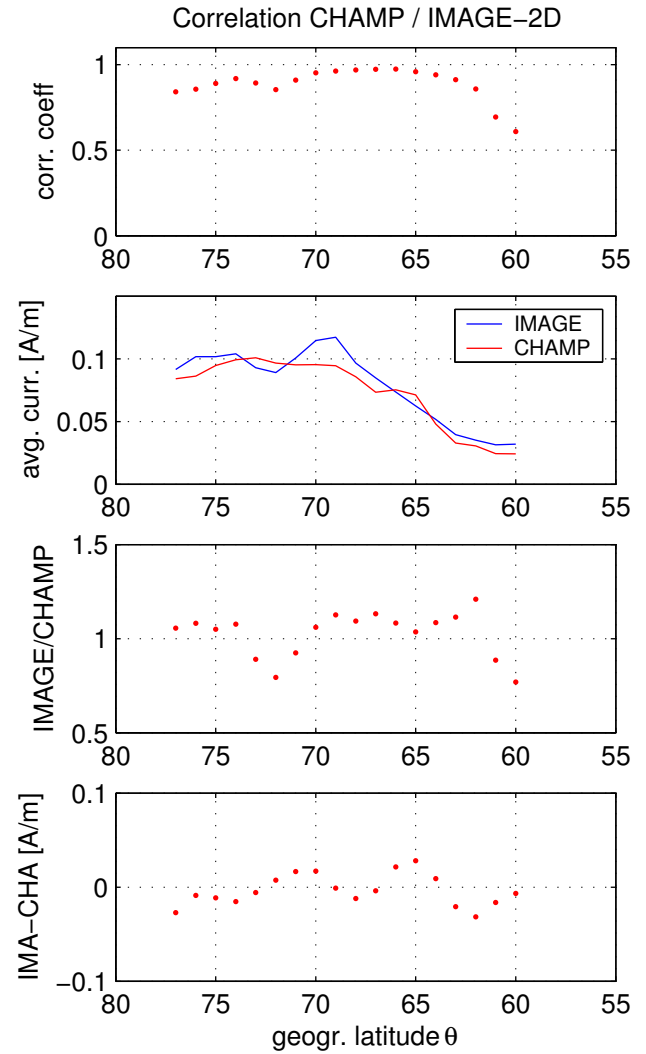 Correlation CHAMP / IMAGE−2D
corr. coeff
1
0.5
0
80 75 70 65 60 55
avg. curr. [A/m]
0.1
0.05
0
IMAGE
CHAMP
80 75 70 65 60 55
IMAGE/CHAMP
1.5
1
0.5
80 75 70 65 60 55
IMA−CHA [A/m]
0.1
0
−0.1
80 75 70 65 60 55
geogr. latitude θ